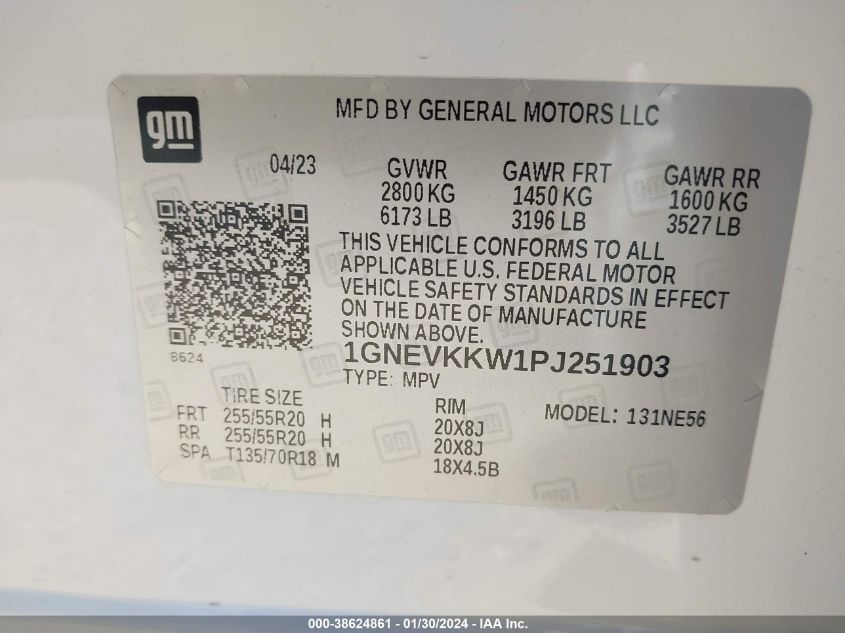 gm
MFD BY GENERAL MOTORS LLC
04/23
GVWR GAWR FRT GAWR RR
2800 KG 1450 KG 1600 KG
6173 LB 3196 LB 3527 LB
THIS VEHICLE CONFORMS TO ALL
APPLICABLE U.S. FEDERAL MOTOR
VEHICLE SAFETY STANDARDS IN EFFECT
ON THE DATE OF MANUFACTURE
SHOWN ABOVE.
6624
1GNEVKKW1PJ251903
TYPE: MPV
TIRE SIZE RIM MODEL: 131NE56
FRT 255/55R20 H 20X8J
RR 255/55R20 H 20X8J
SPA T135/70R18 M 18X4.5B
000-38624861 - 01/30/2024 - IAA Inc.